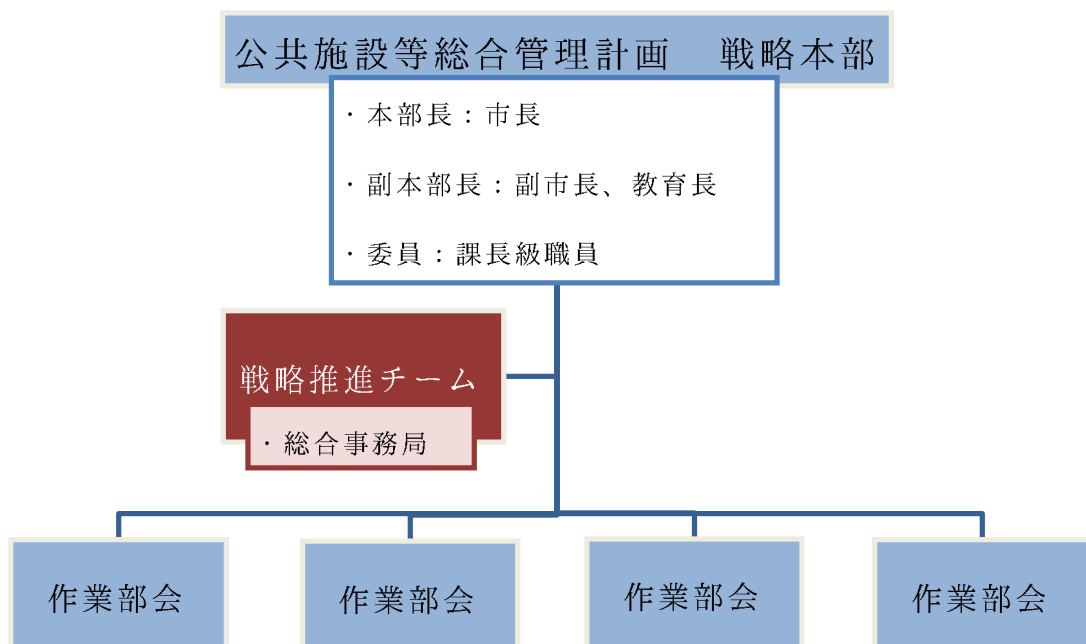 公共施設等総合管理計画　戦略本部
・本部長：市長
・副本部長：副市長、教育長
・委員：課長級職員
戦略推進チーム
・総合事務局
作業部会
作業部会
作業部会
作業部会